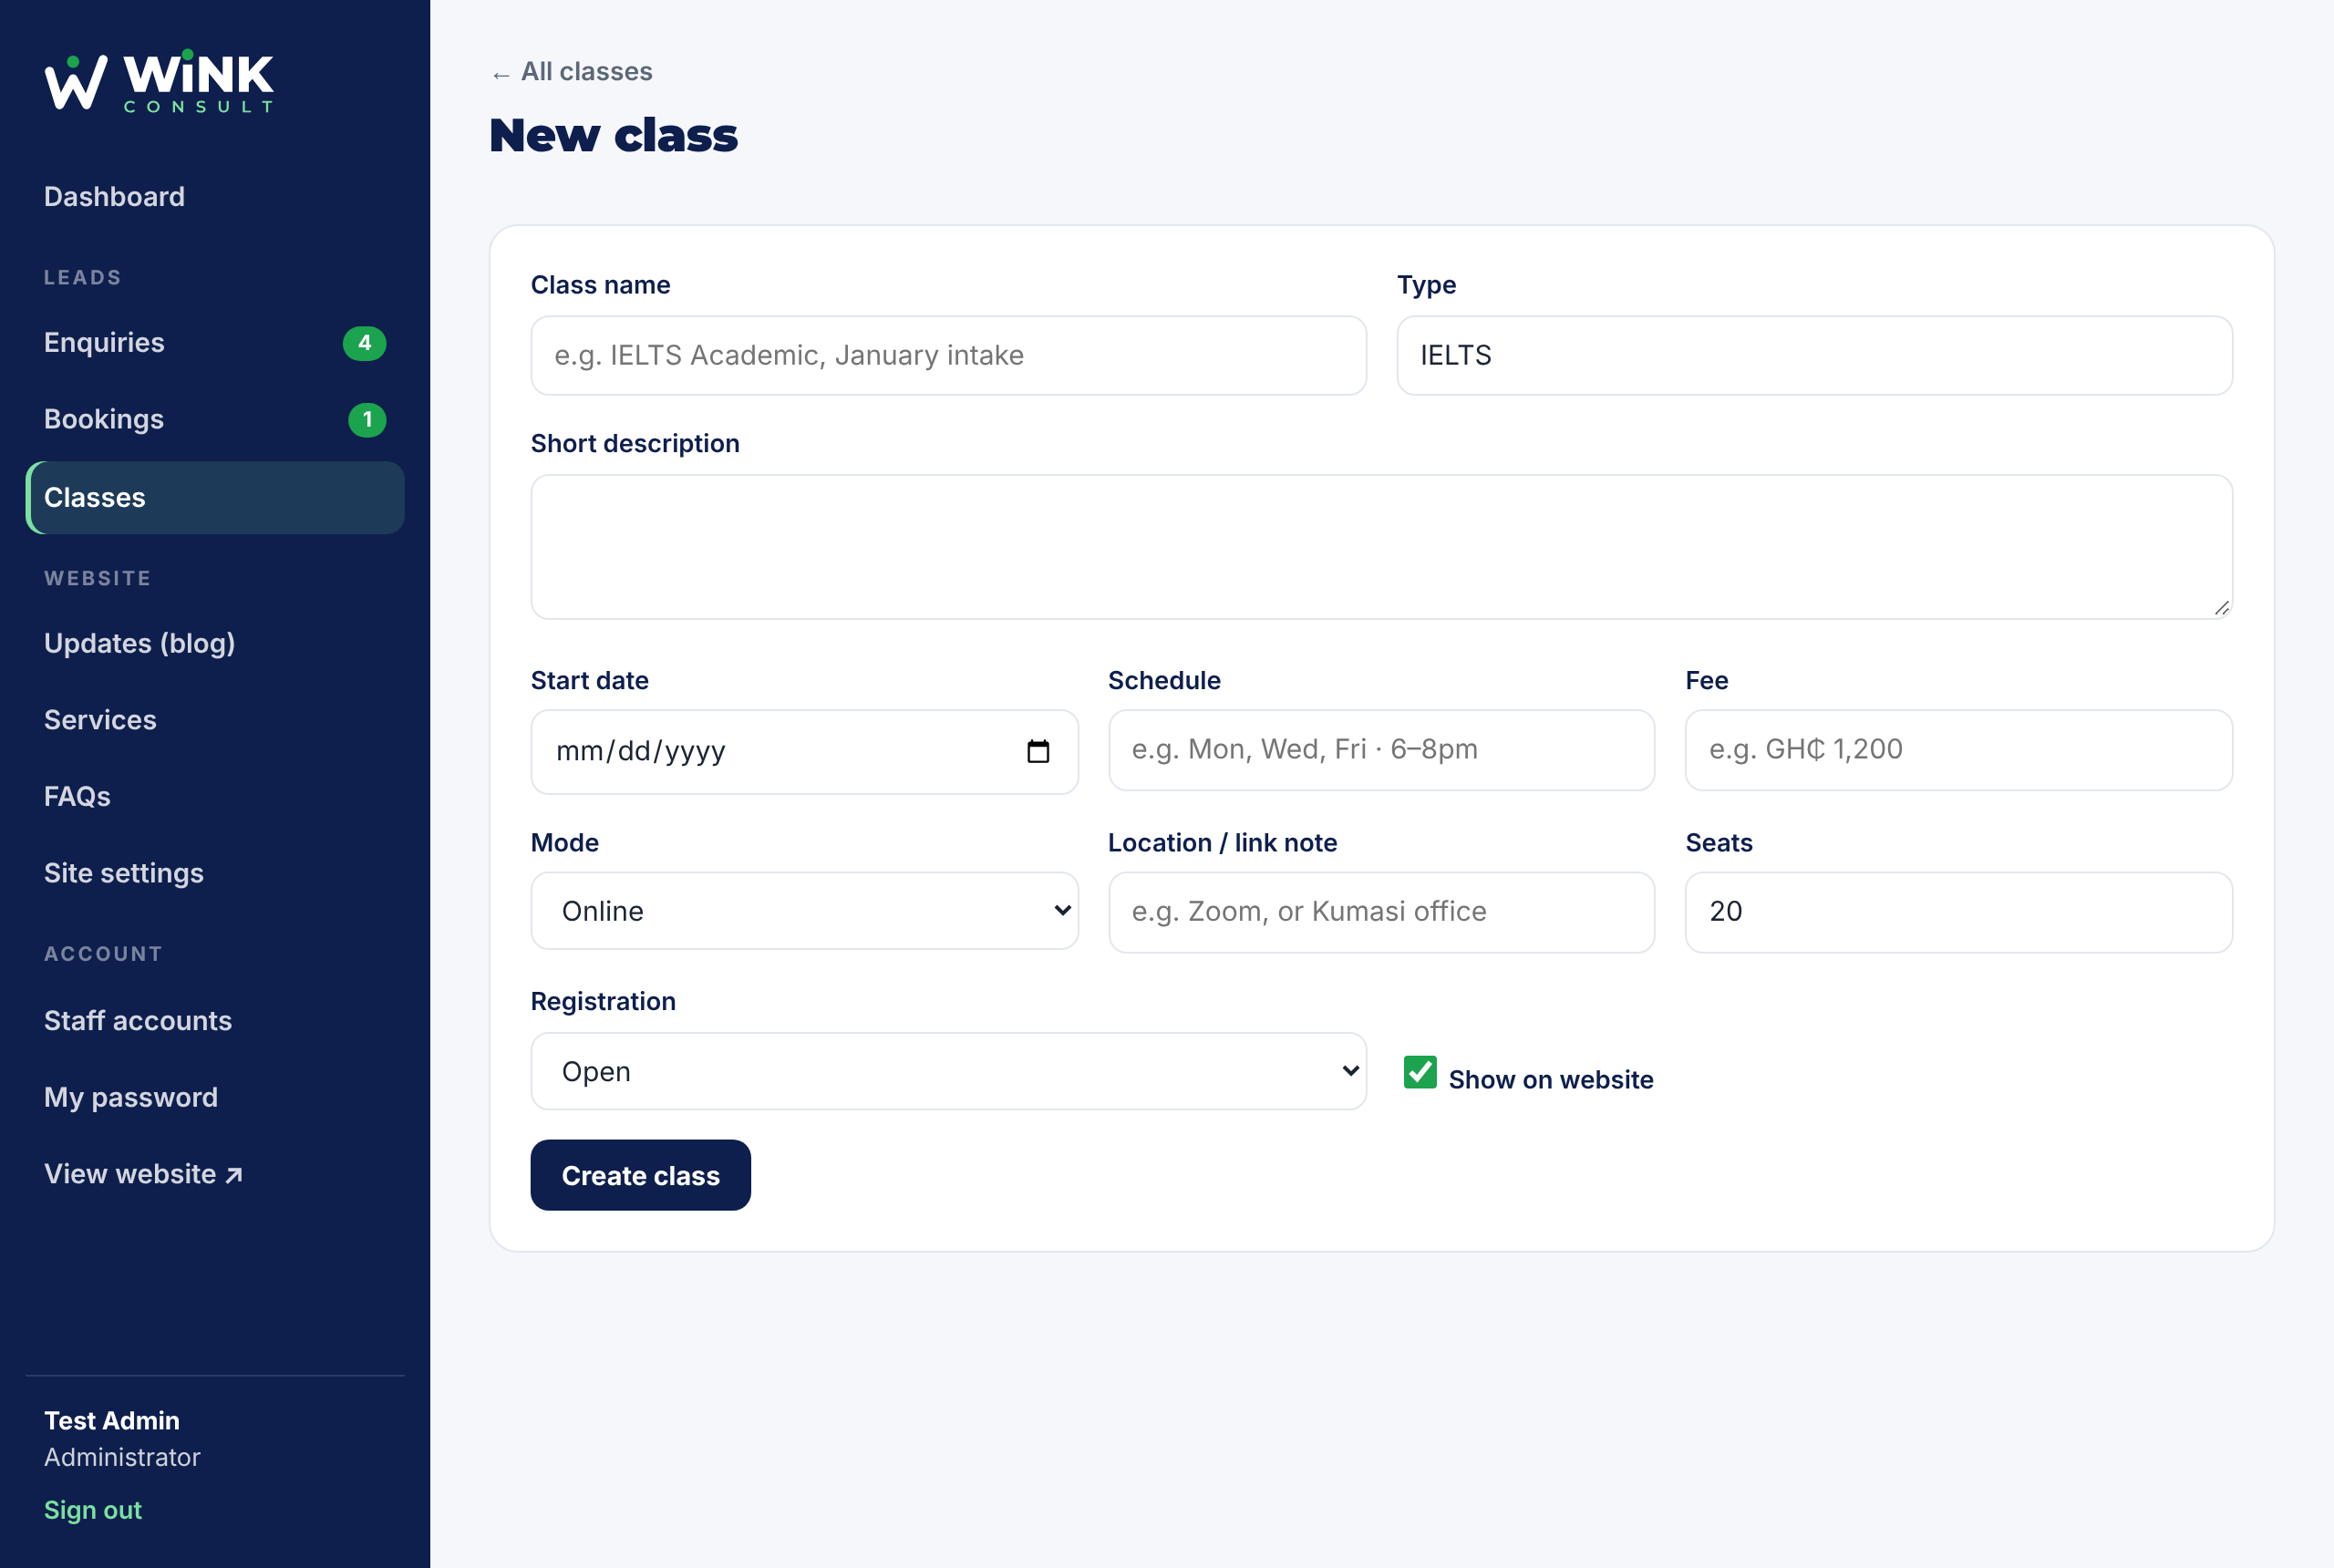 WiNK
CONSULT
Dashboard
LEADS
Enquiries 4
Bookings 1
Classes
WEBSITE
Updates (blog)
Services
FAQs
Site settings
ACCOUNT
Staff accounts
My password
View website ↗
Test Admin
Administrator
Sign out
← All classes
New class
Class name
e.g. IELTS Academic, January intake
Type
IELTS
Short description
Start date
mm/dd/yyyy
Schedule
e.g. Mon, Wed, Fri · 6–8pm
Fee
e.g. GH₵ 1,200
Mode
Online
Location / link note
e.g. Zoom, or Kumasi office
Seats
20
Registration
Open
Show on website
Create class